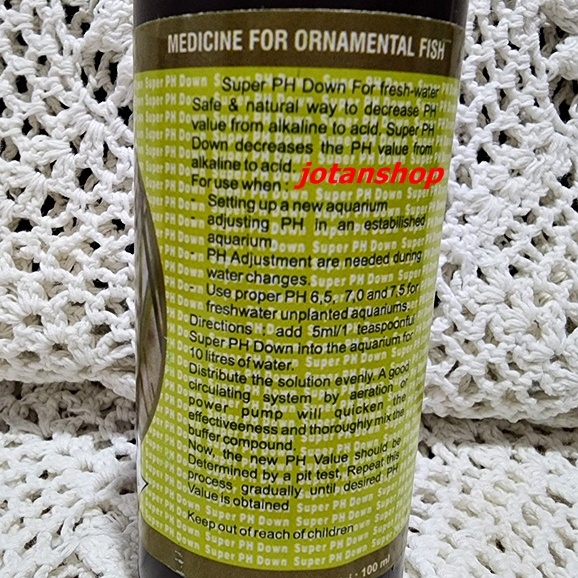 MEDICINE FOR ORNAMENTAL FISH
Super PH Down For fresh-water
Safe & natural way to decrease PH
value from alkaline to acid. Super PH
Down decreases the PH value from
alkaline to acid.
jotanshop
For use when :
- Setting up a new aquarium
- adjusting PH in an estabilished
aquarium
- PH Adjustment are needed during
water changes
- Use proper PH 6,5, 7,0 and 7,5 for
freshwater unplanted aquariums,
Directions : add 5ml/1 teaspoonful
Super PH Down into the aquarium for
10 litres of water.
Distribute the solution evenly. A good
circulating system by aeration or
power pump will quicken the
effectiveeness and thoroughly mix the
buffer compound.
Now, the new PH Value should be
Determined by a pit test, Repeat this
process gradually until desired PH
Value is obtained
Keep out of reach of children
: 100 ml